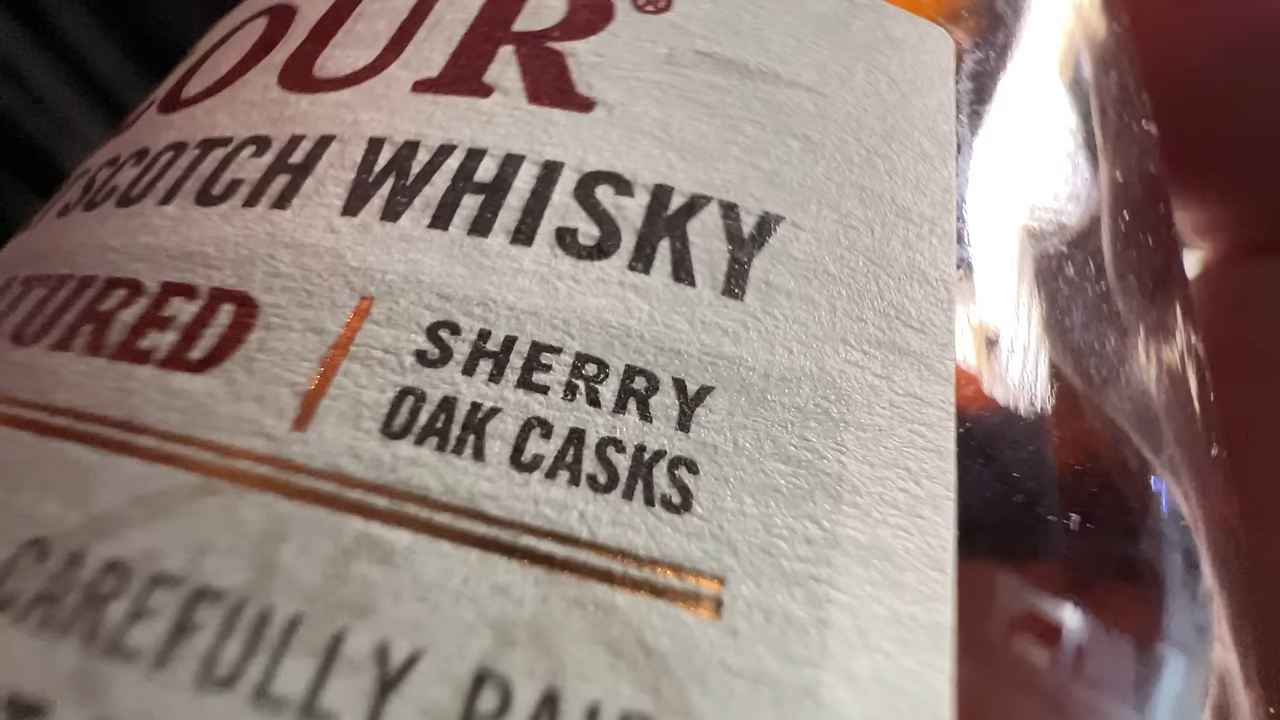 OUR®
SCOTCH WHISKY
TURED | SHERRY
OAK CASKS
CAREFULLY